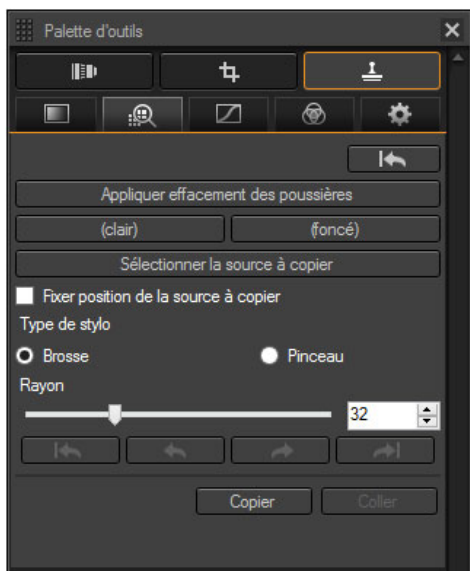 Palette d'outils
Appliquer effacement des poussières
(clair) (foncé)
Sélectionner la source à copier
Fixer position de la source à copier
Type de stylo
Brosse Pinceau
Rayon
32
Copier Coller